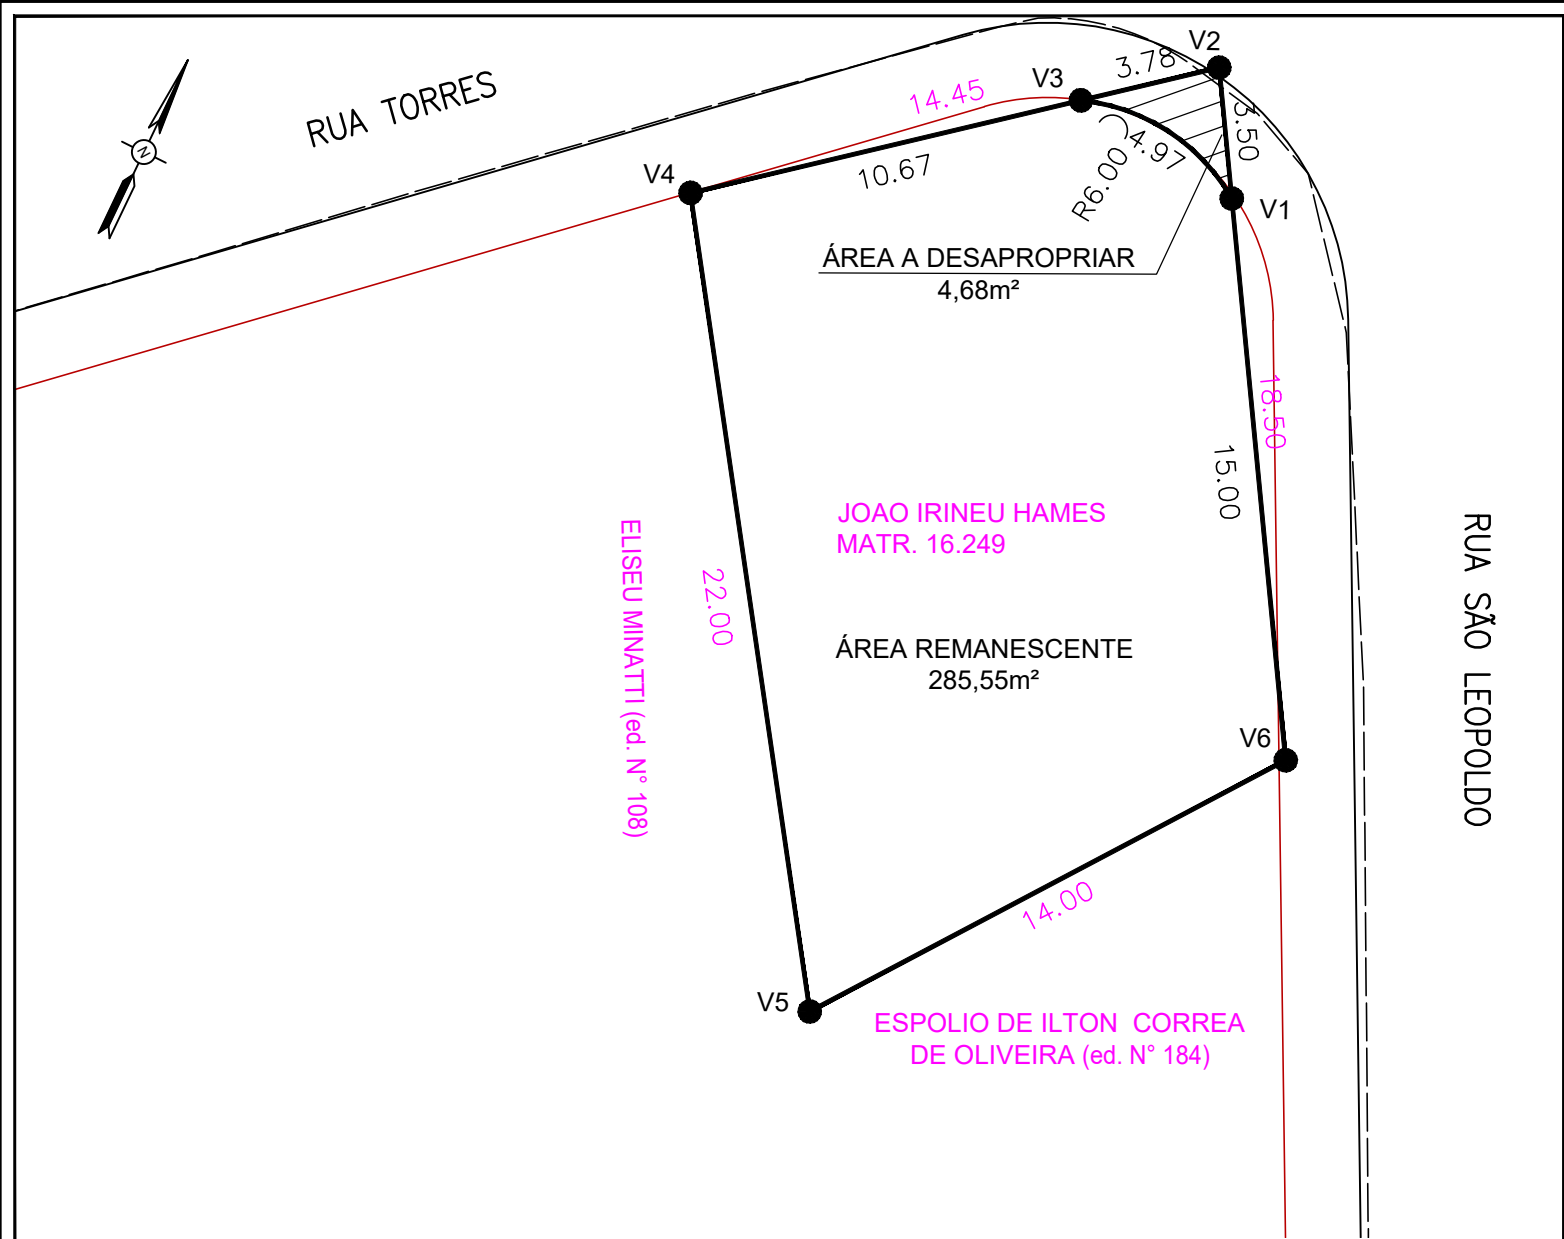 V2
3.78
V3
RUA TORRES
14.45
3.50
4.97
V4
10.67
R6.00
V1
N
ÁREA A DESAPROPRIAR
4,68m²
18.50
15.00
JOAO IRINEU HAMES
MATR. 16.249
RUA SÃO LEOPOLDO
ELISEU MINATTI (ed. N° 108)
22.00
ÁREA REMANESCENTE
285,55m²
V6
14.00
V5
ESPOLIO DE ILTON CORREA
DE OLIVEIRA (ed. N° 184)